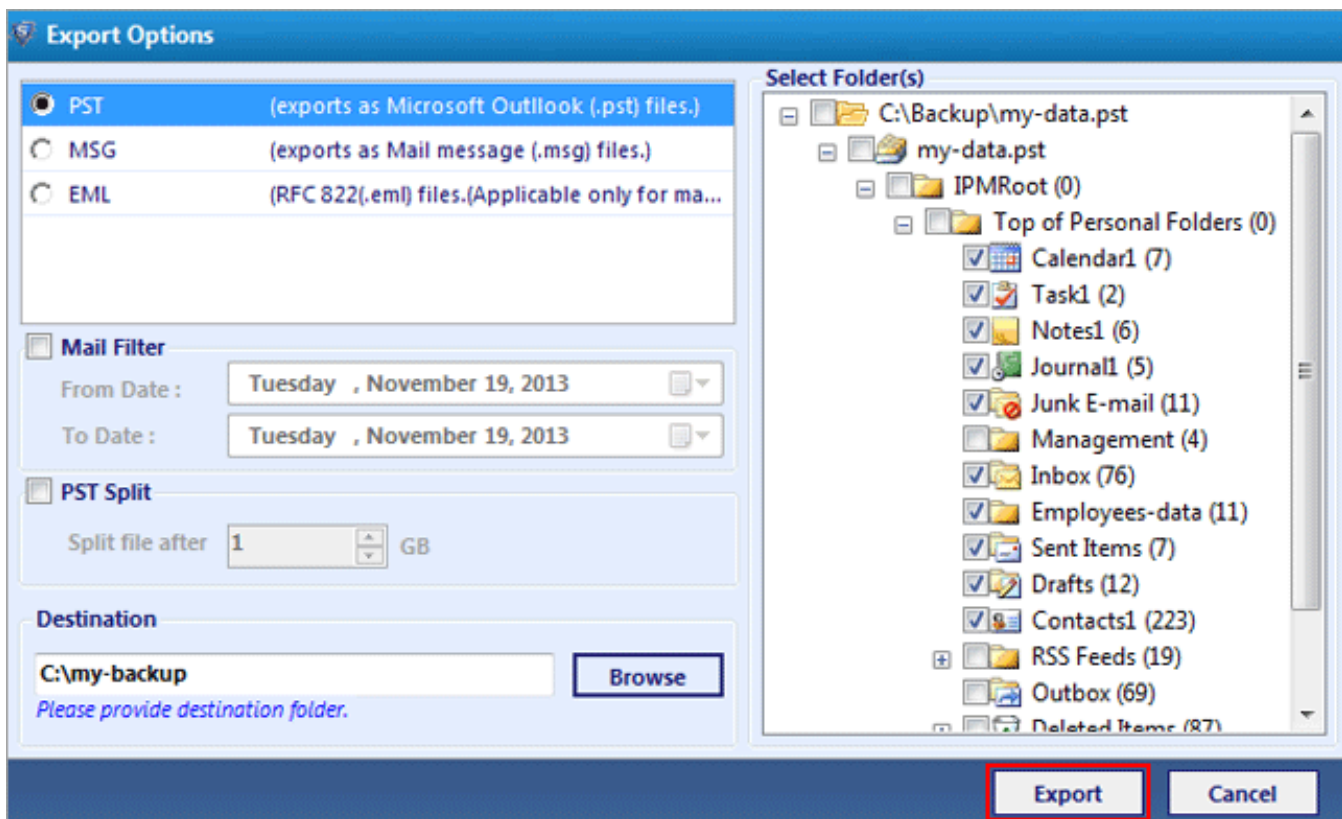 Export Options
PST (exports as Microsoft Outllook (.pst) files.)
MSG (exports as Mail message (.msg) files.)
EML (RFC 822(.eml) files.(Applicable only for ma...
Mail Filter
From Date : Tuesday , November 19, 2013
To Date : Tuesday , November 19, 2013
PST Split
Split file after 1 GB
Destination
C:\my-backup Browse
Please provide destination folder.
Select Folder(s)
C:\Backup\my-data.pst
my-data.pst
IPMRoot (0)
Top of Personal Folders (0)
Calendar1 (7)
Task1 (2)
Notes1 (6)
Journal1 (5)
Junk E-mail (11)
Management (4)
Inbox (76)
Employees-data (11)
Sent Items (7)
Drafts (12)
Contacts1 (223)
RSS Feeds (19)
Outbox (69)
Deleted Items (87)
Export Cancel